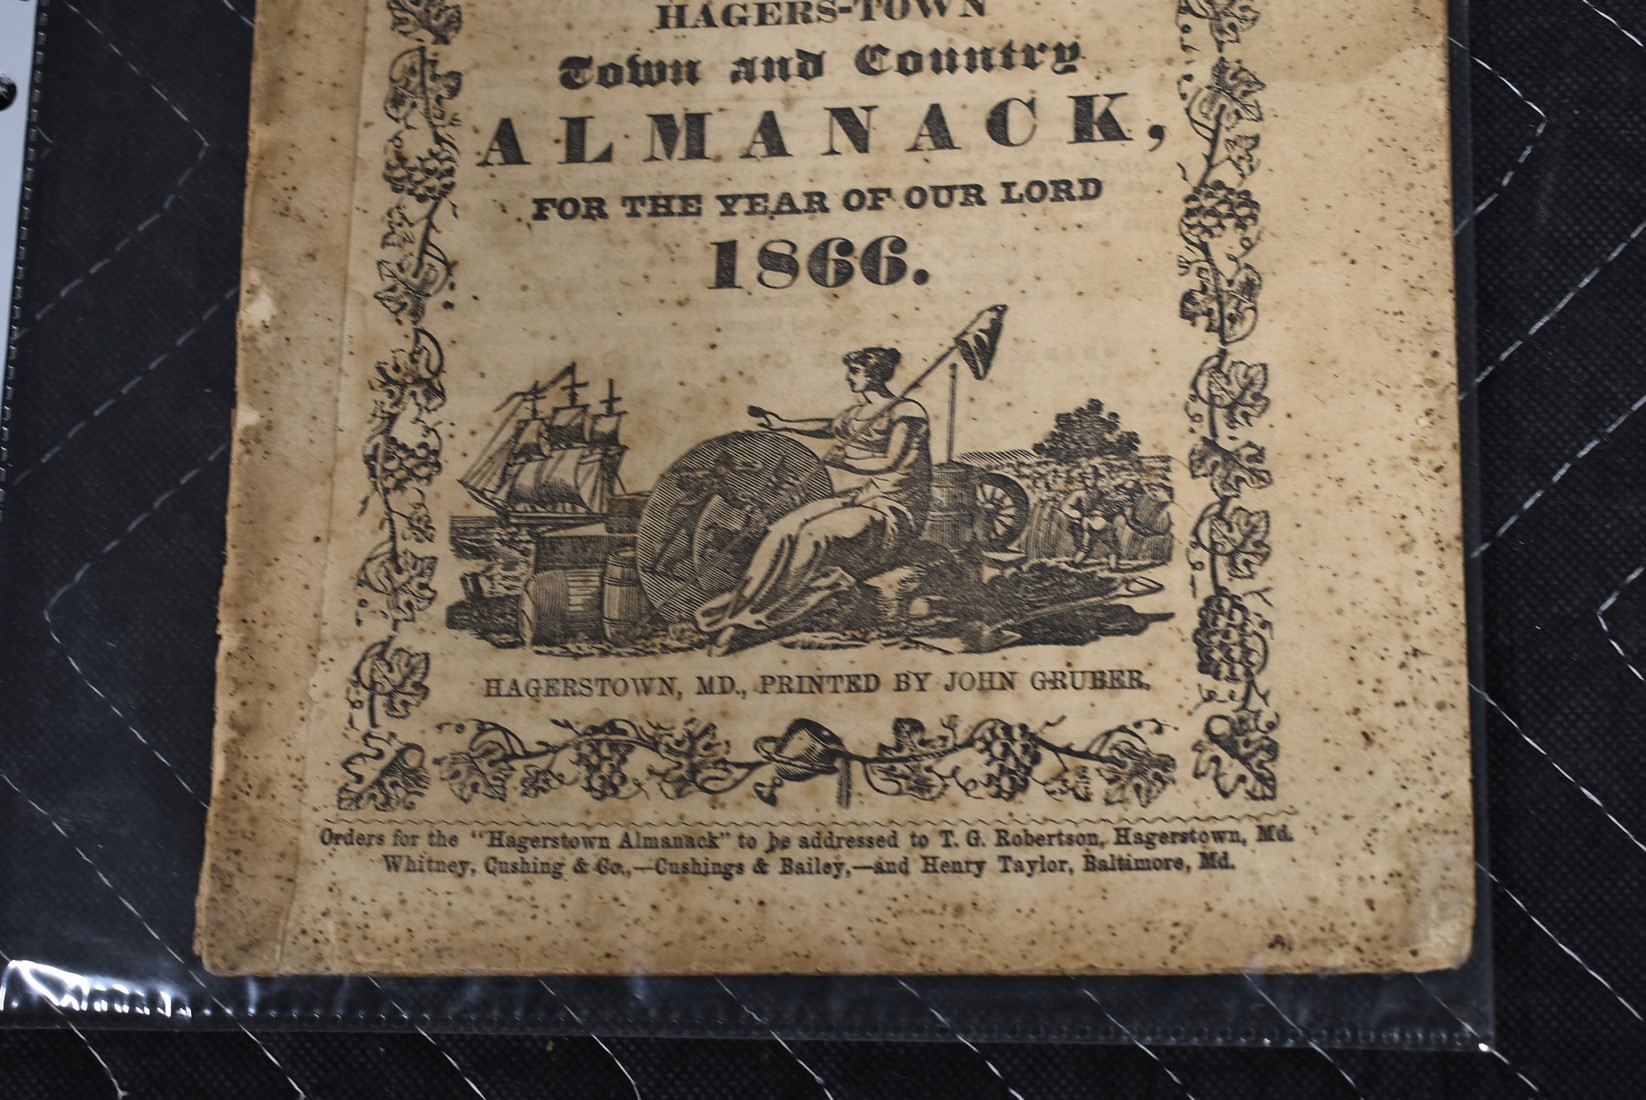 HAGERS-TOWN
Town and Country
ALMANACK,
FOR THE YEAR OF OUR LORD
1866.
HAGERSTOWN, MD., PRINTED BY JOHN GRUBER.
Orders for the "Hagerstown Almanack" to be addressed to T. G. Robertson, Hagerstown, Md.
Whitney, Cushing & Co.,—Cushings & Bailey,—and Henry Taylor, Baltimore, Md.